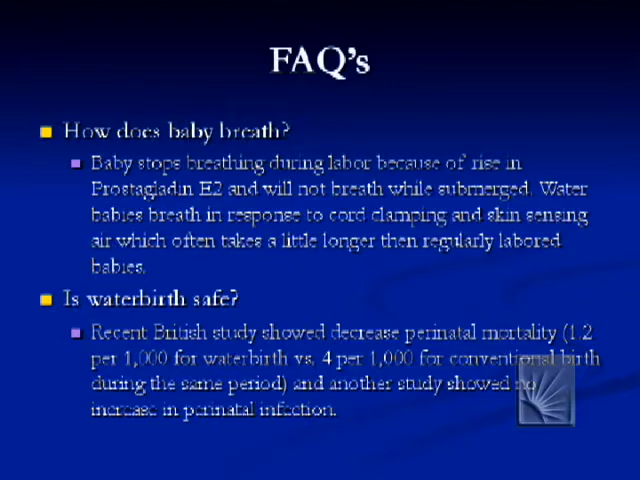 FAQ's
How does baby breath?
Baby stops breathing during labor because of rise in
Prostagladin E2 and will not breath while submerged. Water
babies breath in response to cord clamping and skin sensing
air which often takes a little longer then regularly labored
babies.
Is waterbirth safe?
Recent British study showed decrease perinatal mortality (1.2
per 1,000 for waterbirth vs. 4 per 1,000 for conventional birth
during the same period) and another study showed no
increase in perinatal infection.